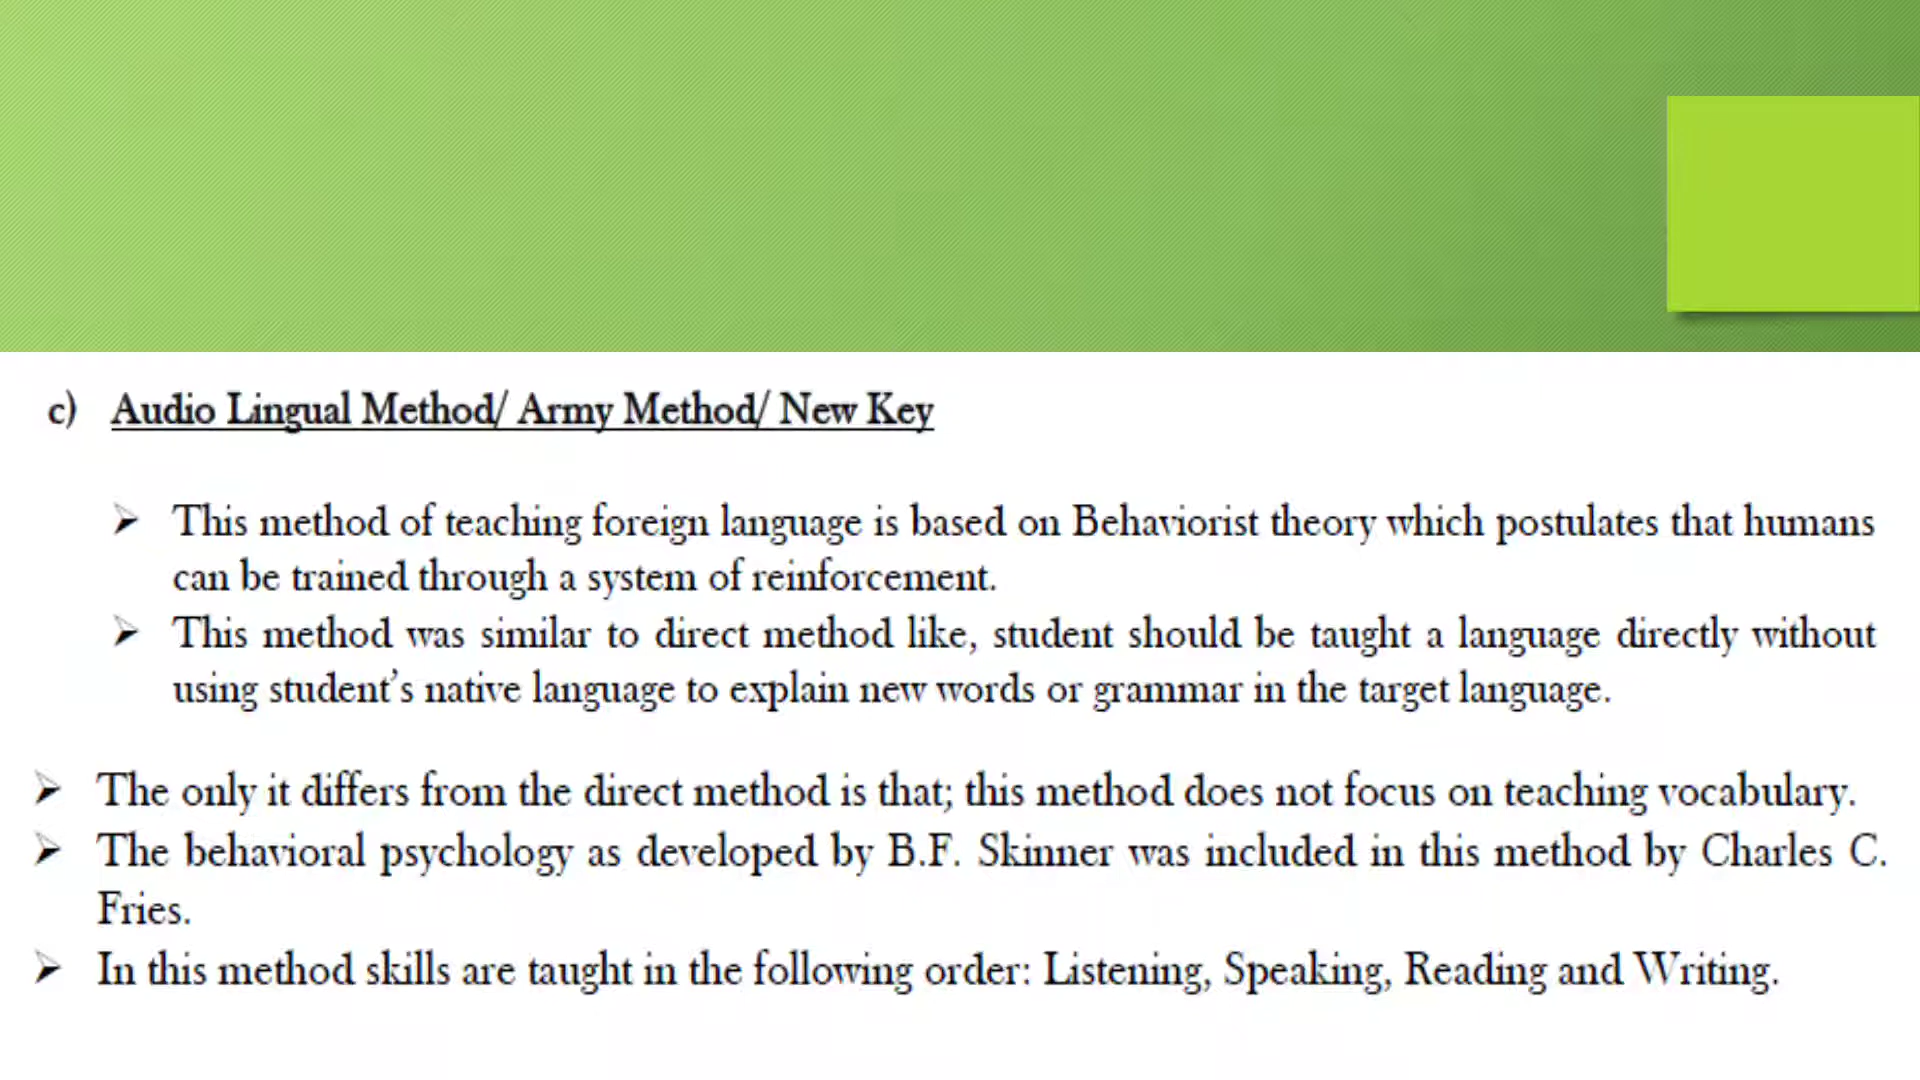 c) Audio Lingual Method/ Army Method/ New Key
➢ This method of teaching foreign language is based on Behaviorist theory which postulates that humans
can be trained through a system of reinforcement.
➢ This method was similar to direct method like, student should be taught a language directly without
using student’s native language to explain new words or grammar in the target language.
➢ The only it differs from the direct method is that; this method does not focus on teaching vocabulary.
➢ The behavioral psychology as developed by B.F. Skinner was included in this method by Charles C.
Fries.
➢ In this method skills are taught in the following order: Listening, Speaking, Reading and Writing.